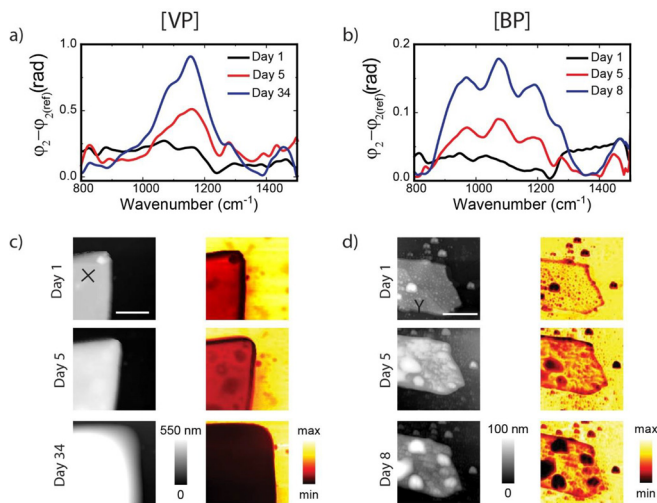 [VP]
[BP]
a)
b)
φ₂–φ₂(ref)(rad)
1.0
0.5
0.0
Day 1
Day 5
Day 34
800 1000 1200 1400
Wavenumber (cm⁻¹)
φ₂–φ₂(ref)(rad)
0.2
0.1
0.0
Day 1
Day 5
Day 8
800 1000 1200 1400
Wavenumber (cm⁻¹)
c)
d)
Day 1
X
Day 1
Y
Day 5
Day 5
Day 34
550 nm
0
max
min
Day 8
100 nm
0
max
min